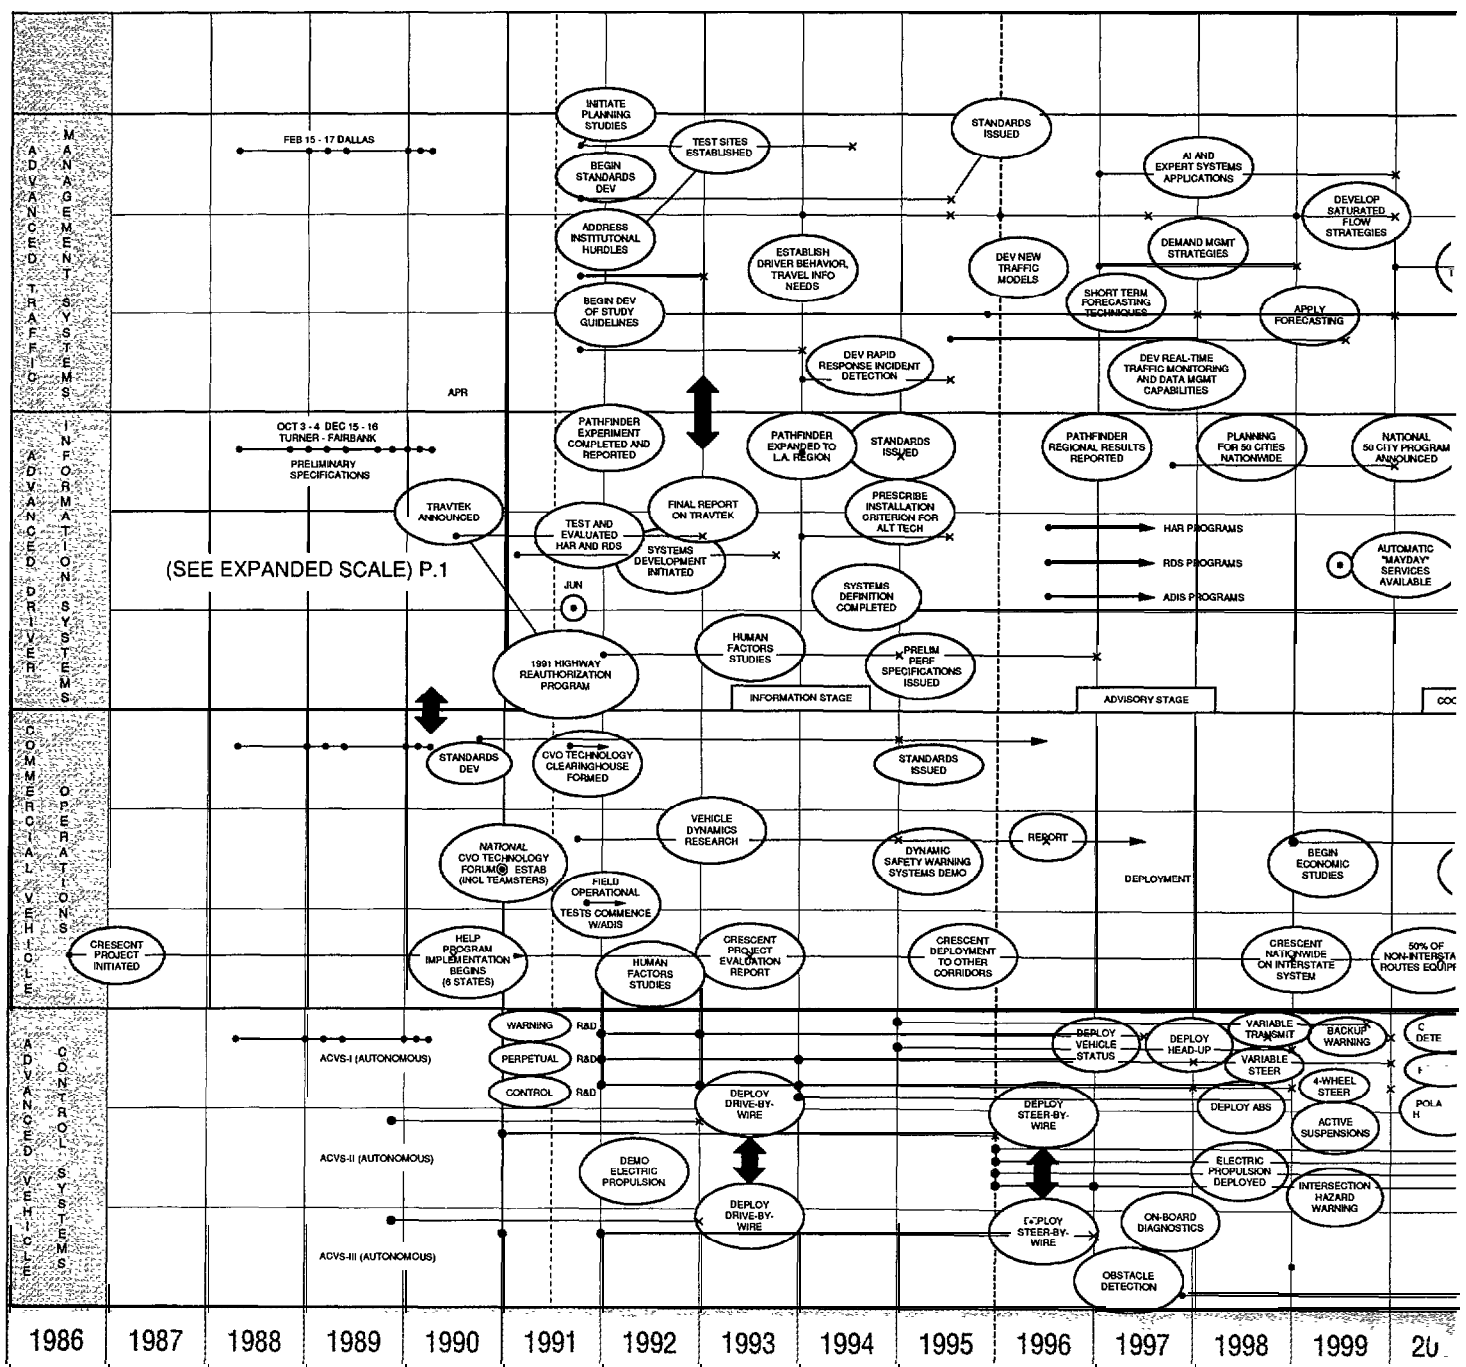 ADVANCED TRAFFIC
MANAGEMENT SYSTEMS
FEB 15 - 17 DALLAS
INITIATE
PLANNING
STUDIES
BEGIN
STANDARDS
DEV
ADDRESS
INSTITUTONAL
HURDLES
BEGIN DEV
OF STUDY
GUIDELINES
TEST SITES
ESTABLISHED
ESTABLISH
DRIVER BEHAVIOR,
TRAVEL INFO
NEEDS
DEV RAPID
RESPONSE INCIDENT
DETECTION
STANDARDS
ISSUED
DEV NEW
TRAFFIC
MODELS
AI AND
EXPERT SYSTEMS
APPLICATIONS
DEMAND MGMT
STRATEGIES
SHORT TERM
FORECASTING
TECHNIQUES
DEV REAL-TIME
TRAFFIC MONITORING
AND DATA MGMT
CAPABILITIES
DEVELOP
SATURATED
FLOW
STRATEGIES
APPLY
FORECASTING
APR
ADVANCED DRIVER
INFORMATION SYSTEMS
OCT 3 - 4 DEC 15 - 16
TURNER - FAIRBANK
PRELIMINARY
SPECIFICATIONS
TRAVTEK
ANNOUNCED
(SEE EXPANDED SCALE) P.1
PATHFINDER
EXPERIMENT
COMPLETED AND
REPORTED
TEST AND
EVALUATED
HAR AND RDS
FINAL REPORT
ON TRAVTEK
SYSTEMS
DEVELOPMENT
INITIATED
JUN
1991 HIGHWAY
REAUTHORIZATION
PROGRAM
HUMAN
FACTORS
STUDIES
PATHFINDER
EXPANDED TO
L.A. REGION
STANDARDS
ISSUED
PRESCRIBE
INSTALLATION
CRITERION FOR
ALT TECH
SYSTEMS
DEFINITION
COMPLETED
PRELIM
PERF
SPECIFICATIONS
ISSUED
PATHFINDER
REGIONAL RESULTS
REPORTED
PLANNING
FOR 50 CITIES
NATIONWIDE
NATIONAL
50 CITY PROGRAM
ANNOUNCED
HAR PROGRAMS
RDS PROGRAMS
ADIS PROGRAMS
AUTOMATIC
"MAYDAY"
SERVICES
AVAILABLE
INFORMATION STAGE
ADVISORY STAGE
COO
COMMERCIAL VEHICLE
OPERATIONS
STANDARDS
DEV
CVO TECHNOLOGY
CLEARINGHOUSE
FORMED
STANDARDS
ISSUED
NATIONAL
CVO TECHNOLOGY
FORUM ESTAB
(INCL TEAMSTERS)
VEHICLE
DYNAMICS
RESEARCH
FIELD
OPERATIONAL
TESTS COMMENCE
W/ADIS
DYNAMIC
SAFETY WARNING
SYSTEMS DEMO
REPORT
DEPLOYMENT
BEGIN
ECONOMIC
STUDIES
CRESECNT
PROJECT
INITIATED
HELP
PROGRAM
IMPLEMENTATION
BEGINS
(6 STATES)
HUMAN
FACTORS
STUDIES
CRESCENT
PROJECT
EVALUATION
REPORT
CRESCENT
DEPLOYMENT
TO OTHER
CORRIDORS
CRESCENT
NATIONWIDE
ON INTERSTATE
SYSTEM
50% OF
NON-INTERSTA
ROUTES EQUIP
ADVANCED VEHICLE
CONTROL SYSTEMS
ACVS-I (AUTONOMOUS)
ACVS-II (AUTONOMOUS)
ACVS-III (AUTONOMOUS)
WARNING R&D
PERPETUAL R&D
CONTROL R&D
DEMO
ELECTRIC
PROPULSION
DEPLOY
DRIVE-BY-
WIRE
DEPLOY
DRIVE-BY-
WIRE
DEPLOY
STEER-BY-
WIRE
DEPLOY
STEER-BY-
WIRE
DEPLOY
VEHICLE
STATUS
DEPLOY
HEAD-UP
VARIABLE
TRANSMIT
VARIABLE
STEER
DEPLOY ABS
ELECTRIC
PROPULSION
DEPLOYED
ON-BOARD
DIAGNOSTICS
OBSTACLE
DETECTION
BACKUP
WARNING
4-WHEEL
STEER
ACTIVE
SUSPENSIONS
INTERSECTION
HAZARD
WARNING
C
DETE
POLA
H
1986 1987 1988 1989 1990 1991 1992 1993 1994 1995 1996 1997 1998 1999 20